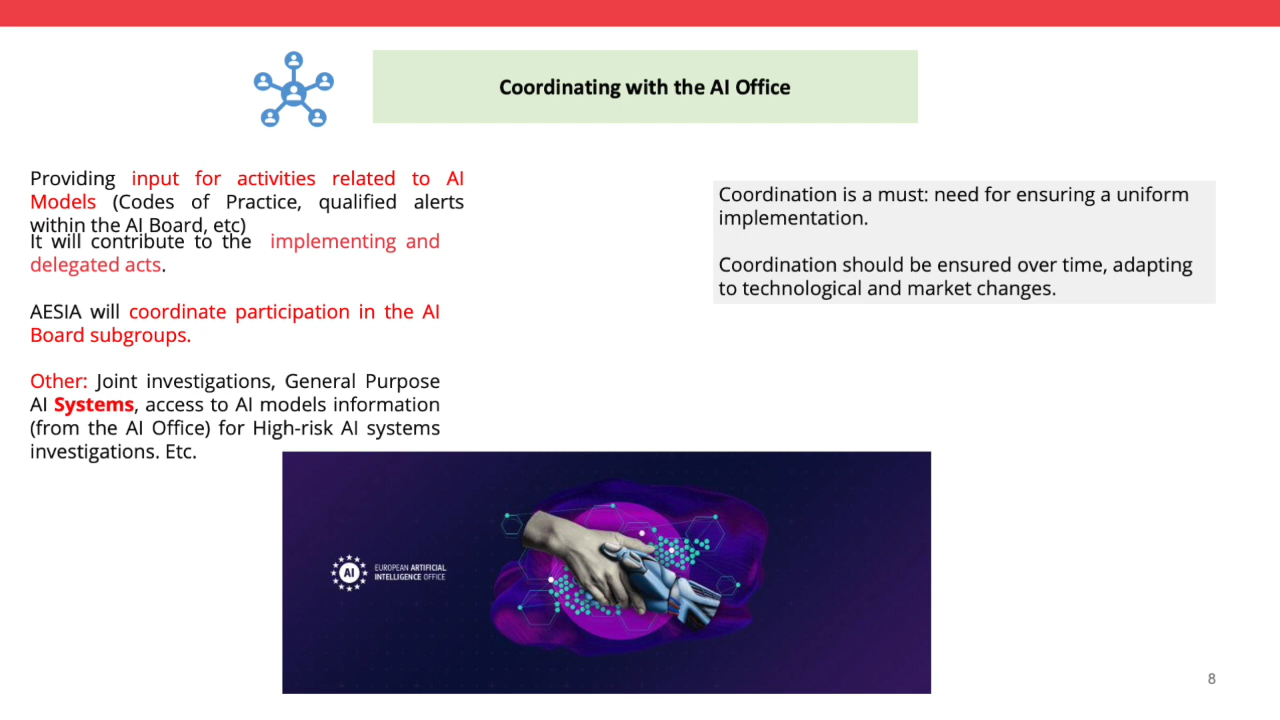 Coordinating with the AI Office
Providing input for activities related to AI
Models (Codes of Practice, qualified alerts
within the AI Board, etc)
It will contribute to the implementing and
delegated acts.
AESIA will coordinate participation in the AI
Board subgroups.
Other: Joint investigations, General Purpose
AI Systems, access to AI models information
(from the AI Office) for High-risk AI systems
investigations. Etc.
Coordination is a must: need for ensuring a uniform
implementation.
Coordination should be ensured over time, adapting
to technological and market changes.
AI
EUROPEAN ARTIFICIAL
INTELLIGENCE OFFICE
8